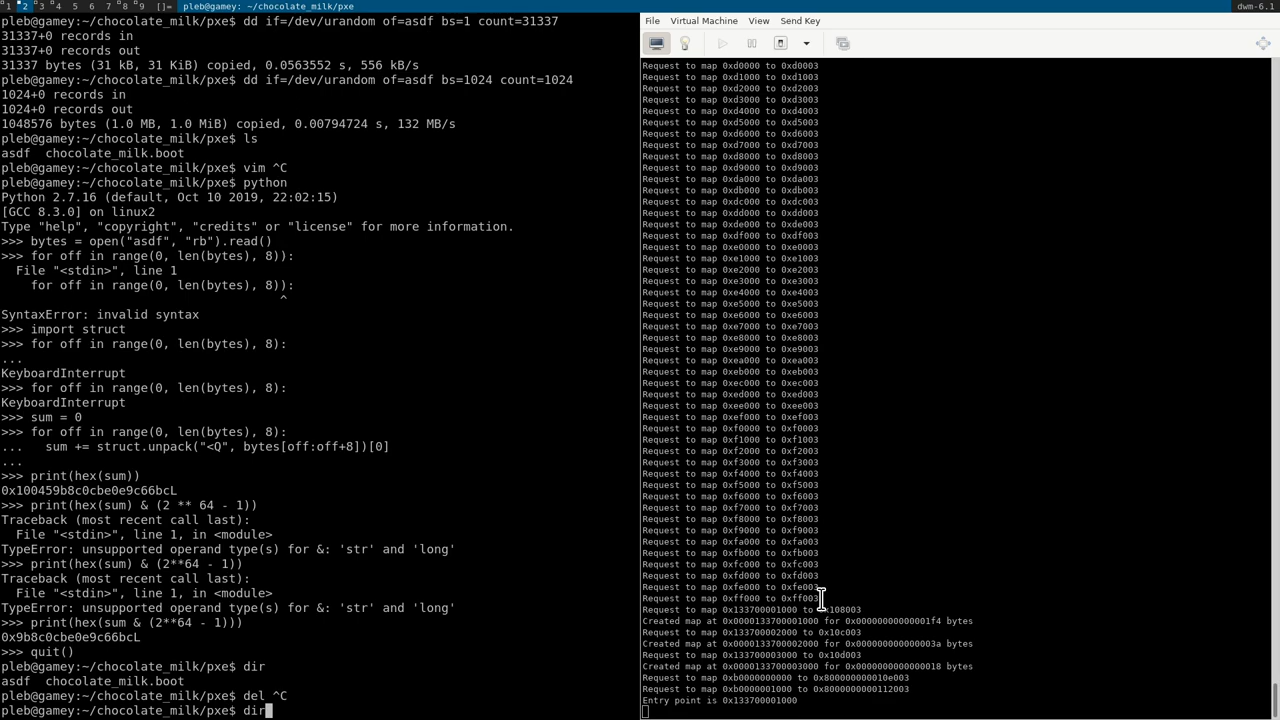 1 2 3 4 5 6 7 8 9 []= pleb@gamey: ~/chocolate_milk/pxe dwm-6.1
pleb@gamey:~/chocolate_milk/pxe$ dd if=/dev/urandom of=asdf bs=1 count=31337
31337+0 records in
31337+0 records out
31337 bytes (31 kB, 31 KiB) copied, 0.0563552 s, 556 kB/s
pleb@gamey:~/chocolate_milk/pxe$ dd if=/dev/urandom of=asdf bs=1024 count=1024
1024+0 records in
1024+0 records out
1048576 bytes (1.0 MB, 1.0 MiB) copied, 0.00794724 s, 132 MB/s
pleb@gamey:~/chocolate_milk/pxe$ ls
asdf  chocolate_milk.boot
pleb@gamey:~/chocolate_milk/pxe$ vim ^C
pleb@gamey:~/chocolate_milk/pxe$ python
Python 2.7.16 (default, Oct 10 2019, 22:02:15)
[GCC 8.3.0] on linux2
Type "help", "copyright", "credits" or "license" for more information.
>>> bytes = open("asdf", "rb").read()
>>> for off in range(0, len(bytes), 8)):
  File "<stdin>", line 1
    for off in range(0, len(bytes), 8)):
^
SyntaxError: invalid syntax
>>> import struct
>>> for off in range(0, len(bytes), 8):
...
KeyboardInterrupt
>>> for off in range(0, len(bytes), 8):
KeyboardInterrupt
>>> sum = 0
>>> for off in range(0, len(bytes), 8):
...   sum += struct.unpack("<Q", bytes[off:off+8])[0]
...
>>> print(hex(sum))
0x100459b8c0cbe0e9c66bcL
>>> print(hex(sum) & (2 ** 64 - 1))
Traceback (most recent call last):
  File "<stdin>", line 1, in <module>
TypeError: unsupported operand type(s) for &: 'str' and 'long'
>>> print(hex(sum) & (2**64 - 1))
Traceback (most recent call last):
  File "<stdin>", line 1, in <module>
TypeError: unsupported operand type(s) for &: 'str' and 'long'
>>> print(hex(sum & (2**64 - 1)))
0x9b8c0cbe0e9c66bcL
>>> quit()
pleb@gamey:~/chocolate_milk/pxe$ dir
asdf  chocolate_milk.boot
pleb@gamey:~/chocolate_milk/pxe$ del ^C
pleb@gamey:~/chocolate_milk/pxe$ dir
File Virtual Machine View Send Key
Request to map 0xd0000 to 0xd0003
Request to map 0xd1000 to 0xd1003
Request to map 0xd2000 to 0xd2003
Request to map 0xd3000 to 0xd3003
Request to map 0xd4000 to 0xd4003
Request to map 0xd5000 to 0xd5003
Request to map 0xd6000 to 0xd6003
Request to map 0xd7000 to 0xd7003
Request to map 0xd8000 to 0xd8003
Request to map 0xd9000 to 0xd9003
Request to map 0xda000 to 0xda003
Request to map 0xdb000 to 0xdb003
Request to map 0xdc000 to 0xdc003
Request to map 0xdd000 to 0xdd003
Request to map 0xde000 to 0xde003
Request to map 0xdf000 to 0xdf003
Request to map 0xe0000 to 0xe0003
Request to map 0xe1000 to 0xe1003
Request to map 0xe2000 to 0xe2003
Request to map 0xe3000 to 0xe3003
Request to map 0xe4000 to 0xe4003
Request to map 0xe5000 to 0xe5003
Request to map 0xe6000 to 0xe6003
Request to map 0xe7000 to 0xe7003
Request to map 0xe8000 to 0xe8003
Request to map 0xe9000 to 0xe9003
Request to map 0xea000 to 0xea003
Request to map 0xeb000 to 0xeb003
Request to map 0xec000 to 0xec003
Request to map 0xed000 to 0xed003
Request to map 0xee000 to 0xee003
Request to map 0xef000 to 0xef003
Request to map 0xf0000 to 0xf0003
Request to map 0xf1000 to 0xf1003
Request to map 0xf2000 to 0xf2003
Request to map 0xf3000 to 0xf3003
Request to map 0xf4000 to 0xf4003
Request to map 0xf5000 to 0xf5003
Request to map 0xf6000 to 0xf6003
Request to map 0xf7000 to 0xf7003
Request to map 0xf8000 to 0xf8003
Request to map 0xf9000 to 0xf9003
Request to map 0xfa000 to 0xfa003
Request to map 0xfb000 to 0xfb003
Request to map 0xfc000 to 0xfc003
Request to map 0xfd000 to 0xfd003
Request to map 0xfe000 to 0xfe003
Request to map 0xff000 to 0xff003
Request to map 0x133700001000 to 0x108003
Created map at 0x0000133700001000 for 0x00000000000001f4 bytes
Request to map 0x133700002000 to 0x10c003
Created map at 0x0000133700002000 for 0x000000000000003a bytes
Request to map 0x133700003000 to 0x10d003
Created map at 0x0000133700003000 for 0x0000000000000018 bytes
Request to map 0xb0000000000 to 0x800000000010e003
Request to map 0xb0000001000 to 0x8000000000112003
Entry point is 0x133700001000